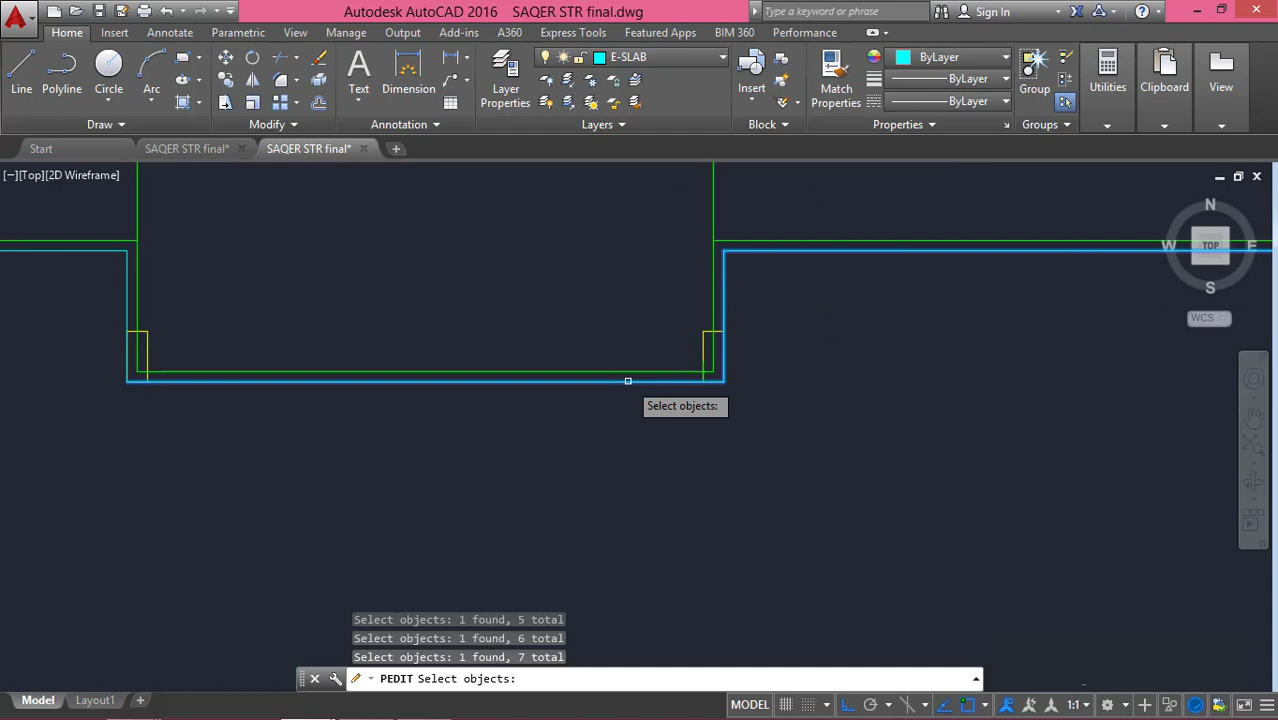 Autodesk AutoCAD 2016 SAQER STR final.dwg
Type a keyword or phrase
Sign In
Home Insert Annotate Parametric View Manage Output Add-ins A360 Express Tools Featured Apps BIM 360 Performance
E-SLAB
ByLayer
ByLayer
ByLayer
Line Polyline Circle Arc Text Dimension Layer Properties Insert Match Properties Group Utilities Clipboard View
Draw Modify Annotation Layers Block Properties Groups
Start SAQER STR final* SAQER STR final*
[−][Top][2D Wireframe]
N
W TOP E
S
WCS
Select objects:
Select objects: 1 found, 5 total
Select objects: 1 found, 6 total
Select objects: 1 found, 7 total
PEDIT Select objects:
Model Layout1
MODEL 1:1